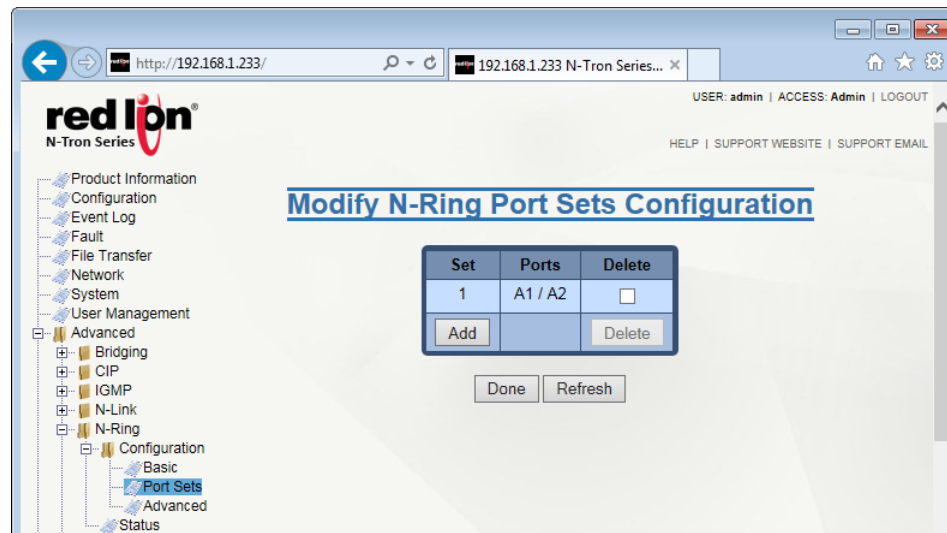 http://192.168.1.233/
192.168.1.233 N-Tron Series...
USER: admin | ACCESS: Admin | LOGOUT
red lion®
N-Tron Series
HELP | SUPPORT WEBSITE | SUPPORT EMAIL
Product Information
Configuration
Event Log
Fault
File Transfer
Network
System
User Management
Advanced
Bridging
CIP
IGMP
N-Link
N-Ring
Configuration
Basic
Port Sets
Advanced
Status
Modify N-Ring Port Sets Configuration
Set Ports Delete
1 A1 / A2
Add Delete
Done Refresh